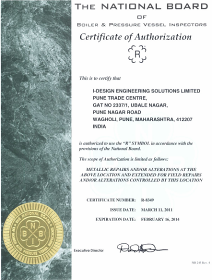 THE NATIONAL BOARD
OF
BOILER & PRESSURE VESSEL INSPECTORS
Certificate of Authorization
R
This is to certify that
I-DESIGN ENGINEERING SOLUTIONS LIMITED
PUNE TRADE CENTRE,
GAT NO 2337/1, UBALE NAGAR,
PUNE NAGAR ROAD
WAGHOLI, PUNE, MAHARASHTRA, 412207
INDIA
is authorized to use the "R" SYMBOL in accordance with the
provisions of the National Board.
The scope of Authorization is limited as follows:
METALLIC REPAIRS AND/OR ALTERATIONS AT THE
ABOVE LOCATION AND EXTENDED FOR FIELD REPAIRS
AND/OR ALTERATIONS CONTROLLED BY THIS LOCATION
CERTIFICATE NUMBER:
ISSUE DATE: MARCH 11, 2011
EXPIRATION DATE: FEBRUARY 16, 2014
Executive Director